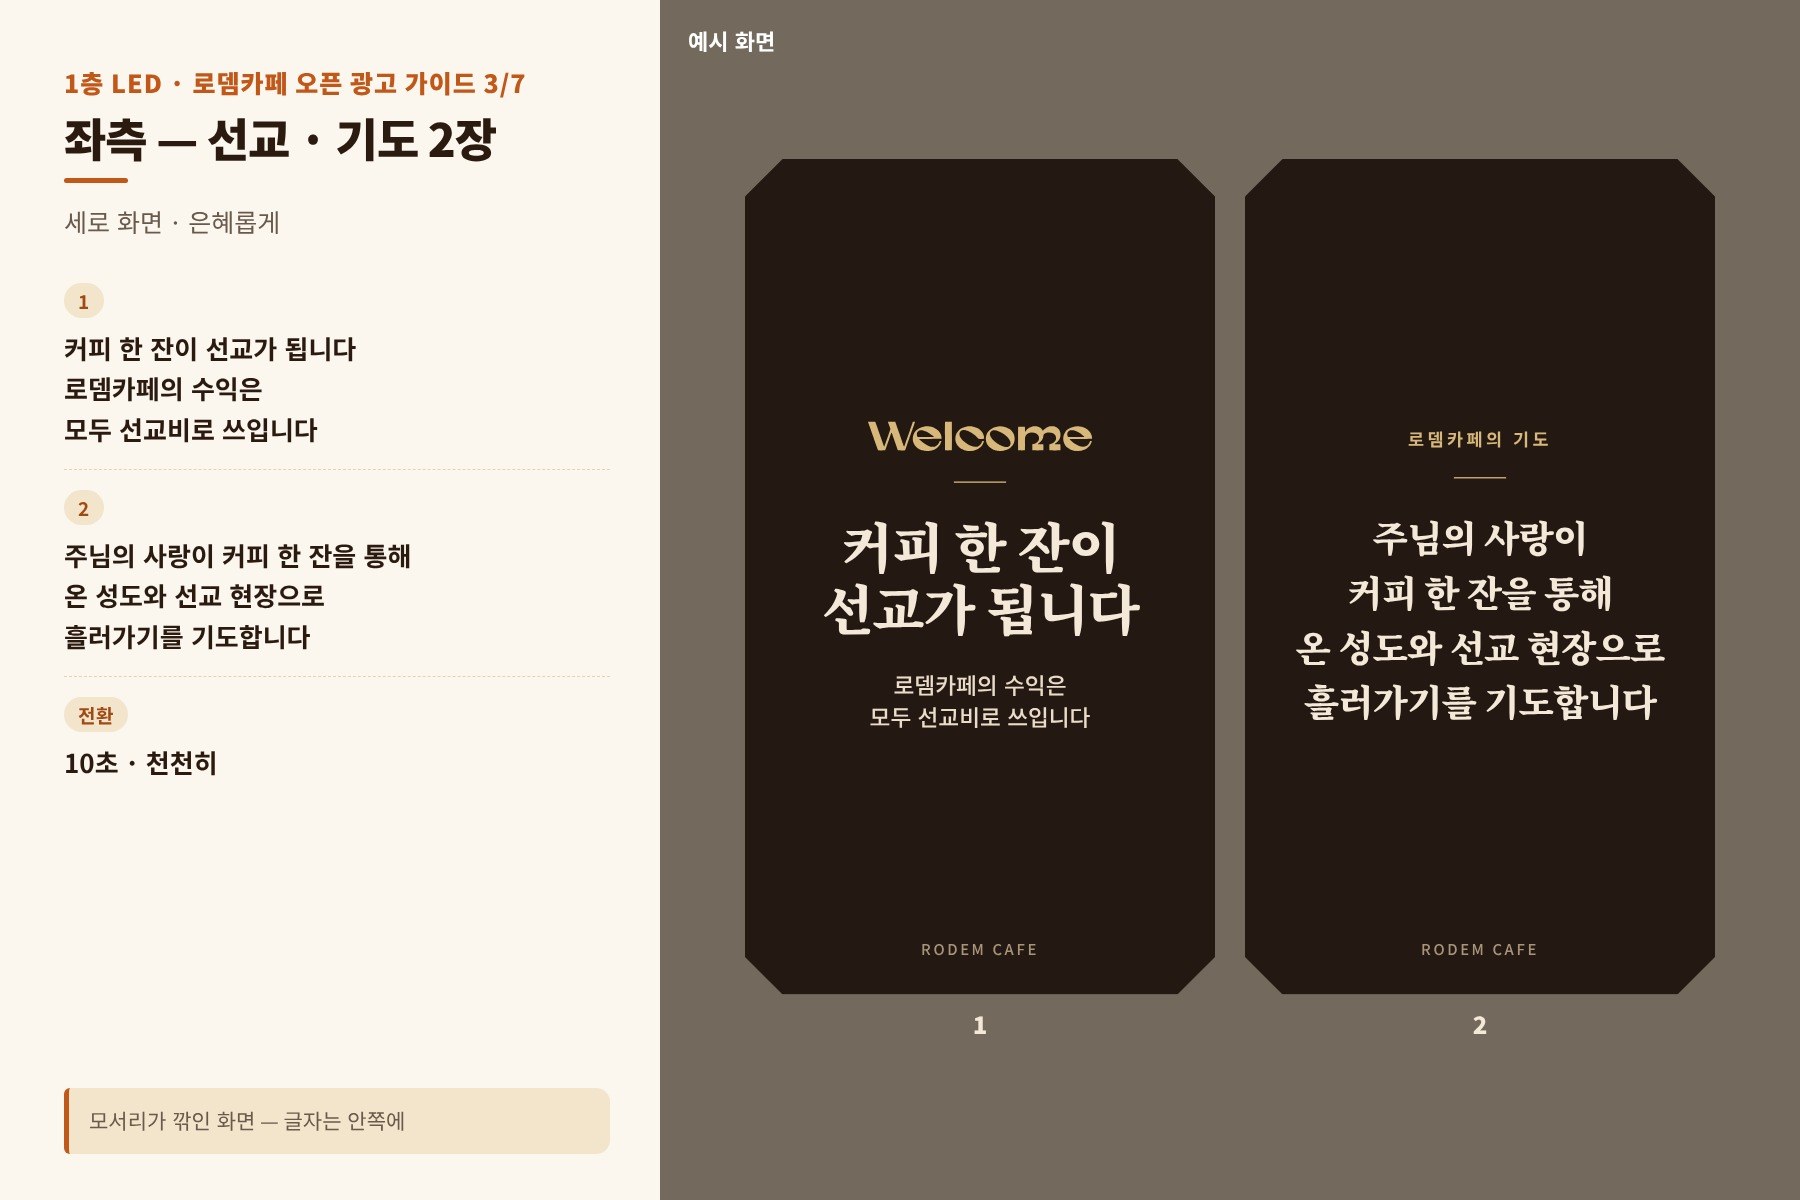 1층 LED · 로뎀카페 오픈 광고 가이드 3/7
좌측 — 선교 · 기도 2장
세로 화면 · 은혜롭게
1
커피 한 잔이 선교가 됩니다
로뎀카페의 수익은
모두 선교비로 쓰입니다
2
주님의 사랑이 커피 한 잔을 통해
온 성도와 선교 현장으로
흘러가기를 기도합니다
전환
10초 · 천천히
모서리가 깎인 화면 — 글자는 안쪽에
예시 화면
Welcome
커피 한 잔이
선교가 됩니다
로뎀카페의 수익은
모두 선교비로 쓰입니다
RODEM CAFE
1
로뎀카페의 기도
주님의 사랑이
커피 한 잔을 통해
온 성도와 선교 현장으로
흘러가기를 기도합니다
RODEM CAFE
2